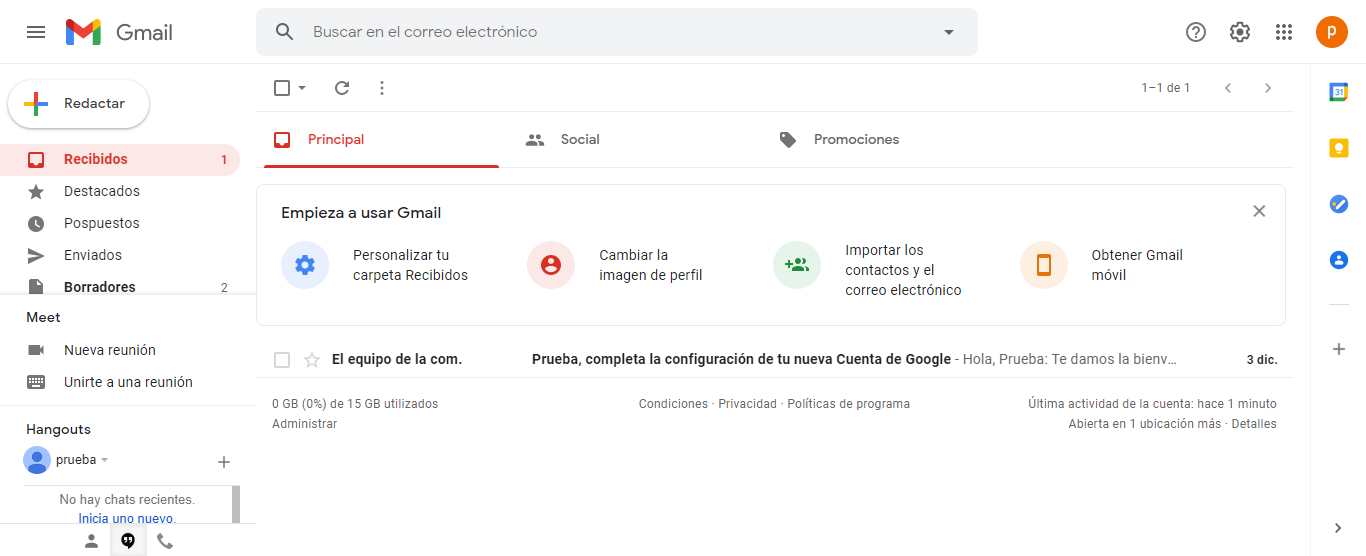 Gmail
Buscar en el correo electrónico
p
Redactar
1–1 de 1
31
Principal
Social
Promociones
Recibidos 1
Destacados
Pospuestos
Enviados
Borradores 2
Empieza a usar Gmail
Personalizar tu
carpeta Recibidos
Cambiar la
imagen de perfil
Importar los
contactos y el
correo electrónico
Obtener Gmail
móvil
Meet
Nueva reunión
Unirte a una reunión
El equipo de la com. Prueba, completa la configuración de tu nueva Cuenta de Google - Hola, Prueba: Te damos la bienv… 3 dic.
0 GB (0%) de 15 GB utilizados
Administrar
Condiciones · Privacidad · Políticas de programa
Última actividad de la cuenta: hace 1 minuto
Abierta en 1 ubicación más · Detalles
Hangouts
prueba
No hay chats recientes.
Inicia uno nuevo.